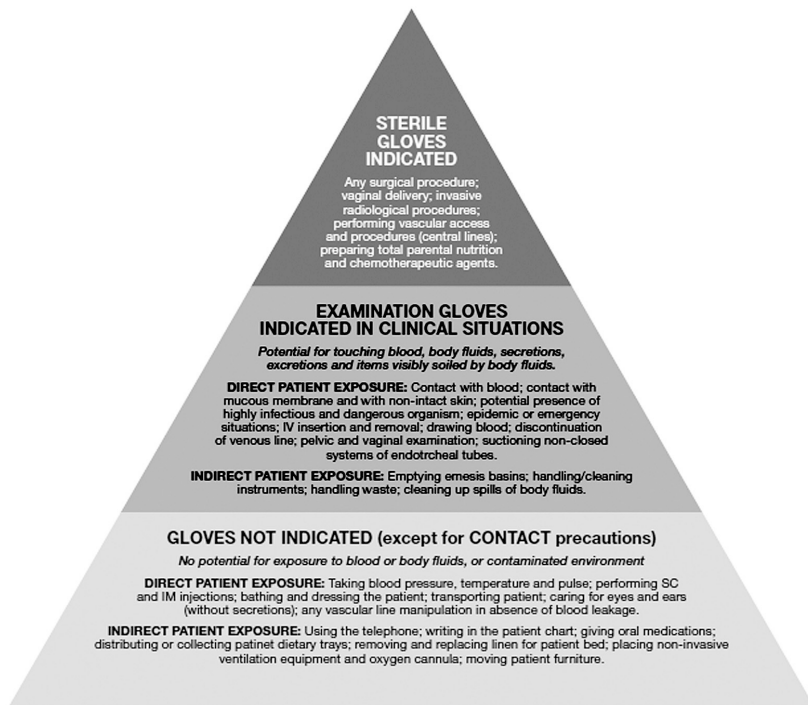 STERILE
GLOVES
INDICATED
Any surgical procedure;
vaginal delivery; invasive
radiological procedures;
performing vascular access
and procedures (central lines);
preparing total parental nutrition
and chemotherapeutic agents.
EXAMINATION GLOVES
INDICATED IN CLINICAL SITUATIONS
Potential for touching blood, body fluids, secretions,
excretions and items visibly soiled by body fluids.
DIRECT PATIENT EXPOSURE: Contact with blood; contact with
mucous membrane and with non-intact skin; potential presence of
highly infectious and dangerous organism; epidemic or emergency
situations; IV insertion and removal; drawing blood; discontinuation
of venous line; pelvic and vaginal examination; suctioning non-closed
systems of endotrcheal tubes.
INDIRECT PATIENT EXPOSURE: Emptying emesis basins; handling/cleaning
instruments; handling waste; cleaning up spills of body fluids.
GLOVES NOT INDICATED (except for CONTACT precautions)
No potential for exposure to blood or body fluids, or contaminated environment
DIRECT PATIENT EXPOSURE: Taking blood pressure, temperature and pulse; performing SC
and IM injections; bathing and dressing the patient; transporting patient; caring for eyes and ears
(without secretions); any vascular line manipulation in absence of blood leakage.
INDIRECT PATIENT EXPOSURE: Using the telephone; writing in the patient chart; giving oral medications;
distributing or collecting patinet dietary trays; removing and replacing linen for patient bed; placing non-invasive
ventilation equipment and oxygen cannula; moving patient furniture.